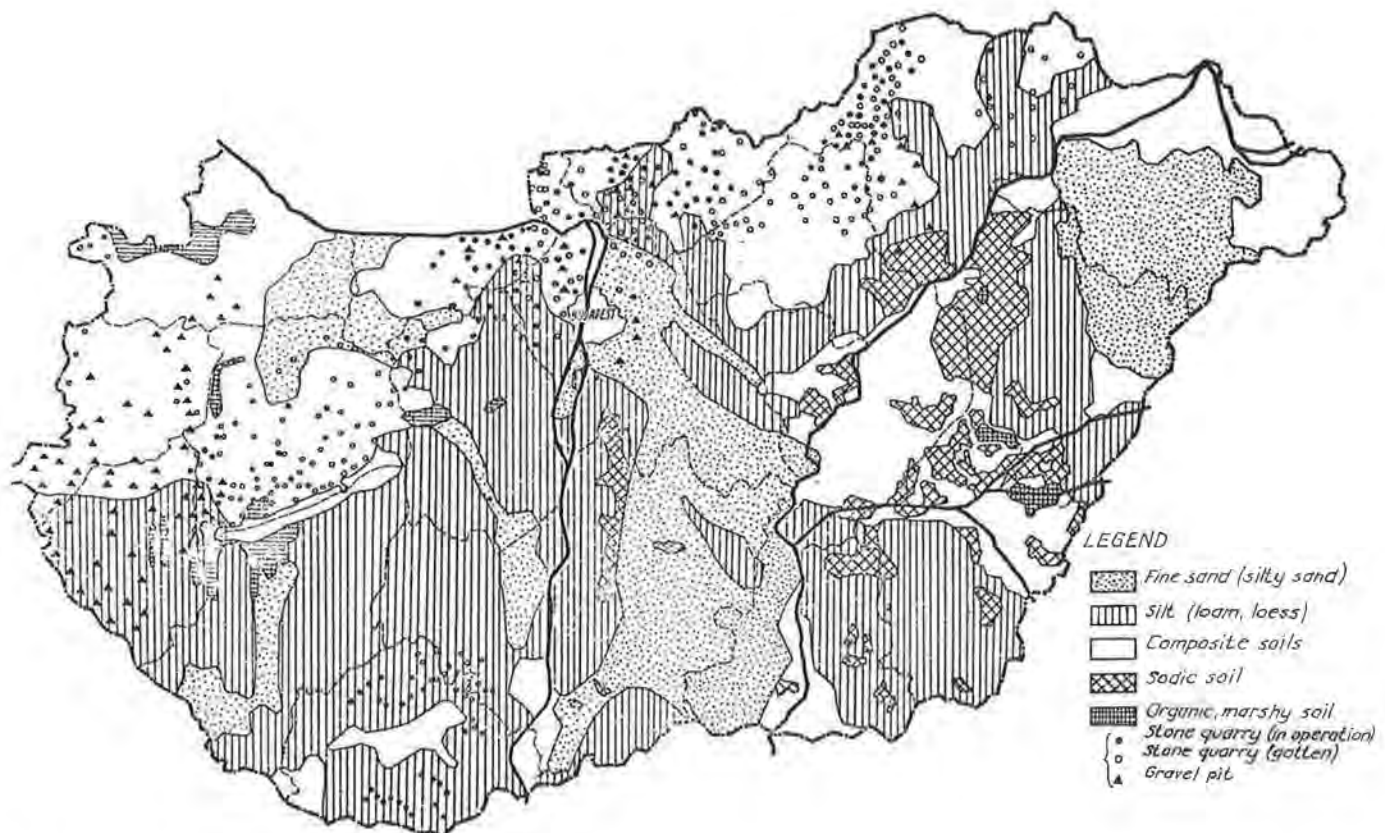 BUDAPEST
LEGEND
Fine sand (silty sand)
Silt (loam, loess)
Composite soils
Sodic soil
Organic, marshy soil
Stone quarry (in operation)
Stone quarry (gotten)
Gravel pit